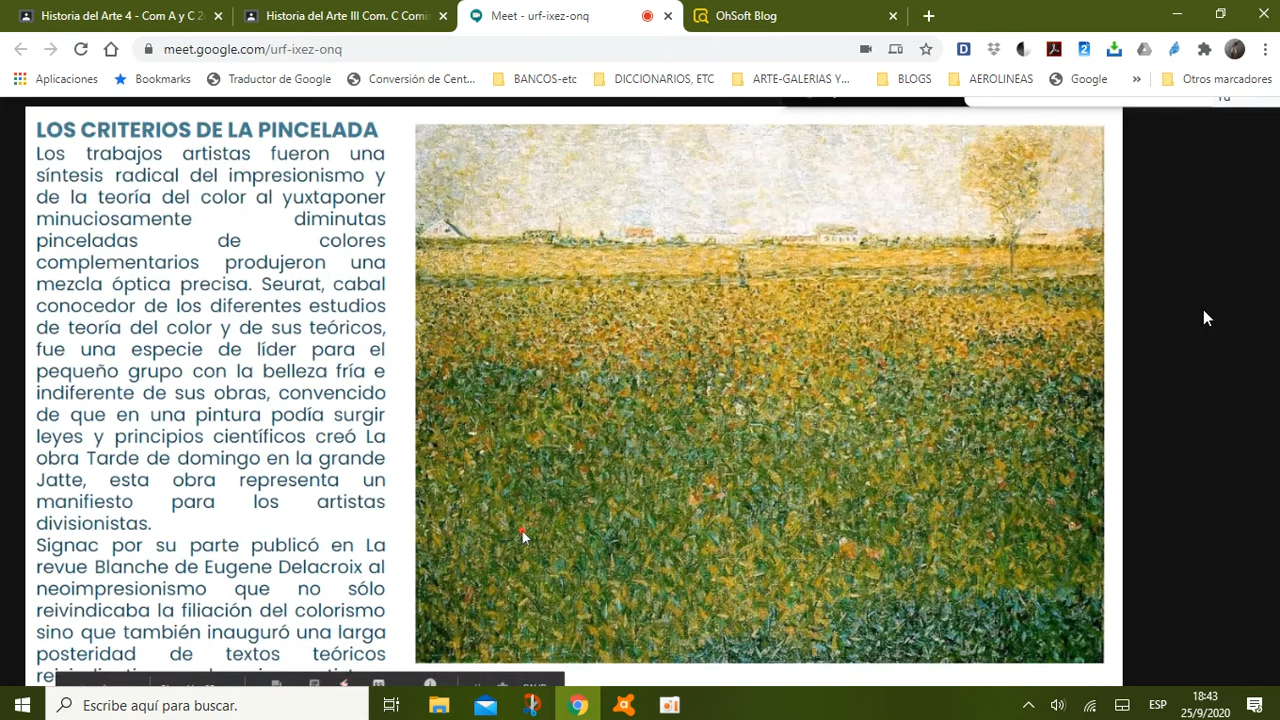 Historia del Arte 4 - Com A y C 2
Historia del Arte III Com. C Comi
Meet - urf-ixez-onq
OhSoft Blog
meet.google.com/urf-ixez-onq
Aplicaciones
Bookmarks
Traductor de Google
Conversión de Cent...
BANCOS-etc
DICCIONARIOS, ETC
ARTE-GALERIAS Y...
BLOGS
AEROLINEAS
Google
Otros marcadores
LOS CRITERIOS DE LA PINCELADA
Los trabajos artistas fueron una
síntesis radical del impresionismo y
de la teoría del color al yuxtaponer
minuciosamente diminutas
pinceladas de colores
complementarios produjeron una
mezcla óptica precisa. Seurat, cabal
conocedor de los diferentes estudios
de teoría del color y de sus teóricos,
fue una especie de líder para el
pequeño grupo con la belleza fría e
indiferente de sus obras, convencido
de que en una pintura podía surgir
leyes y principios científicos creó La
obra Tarde de domingo en la grande
Jatte, esta obra representa un
manifiesto para los artistas
divisionistas.
Signac por su parte publicó en La
revue Blanche de Eugene Delacroix al
neoimpresionismo que no sólo
reivindicaba la filiación del colorismo
sino que también inauguró una larga
posteridad de textos teóricos
Escribe aquí para buscar.
ESP
18:43
25/9/2020